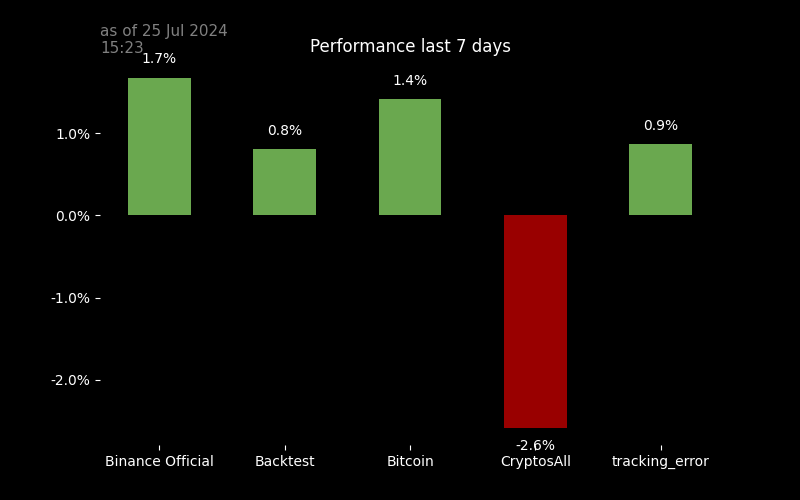 as of 25 Jul 2024
15:23
Performance last 7 days
1.7%
0.8%
1.4%
-2.6%
0.9%
1.0%
0.0%
-1.0%
-2.0%
Binance Official
Backtest
Bitcoin
CryptosAll
tracking_error